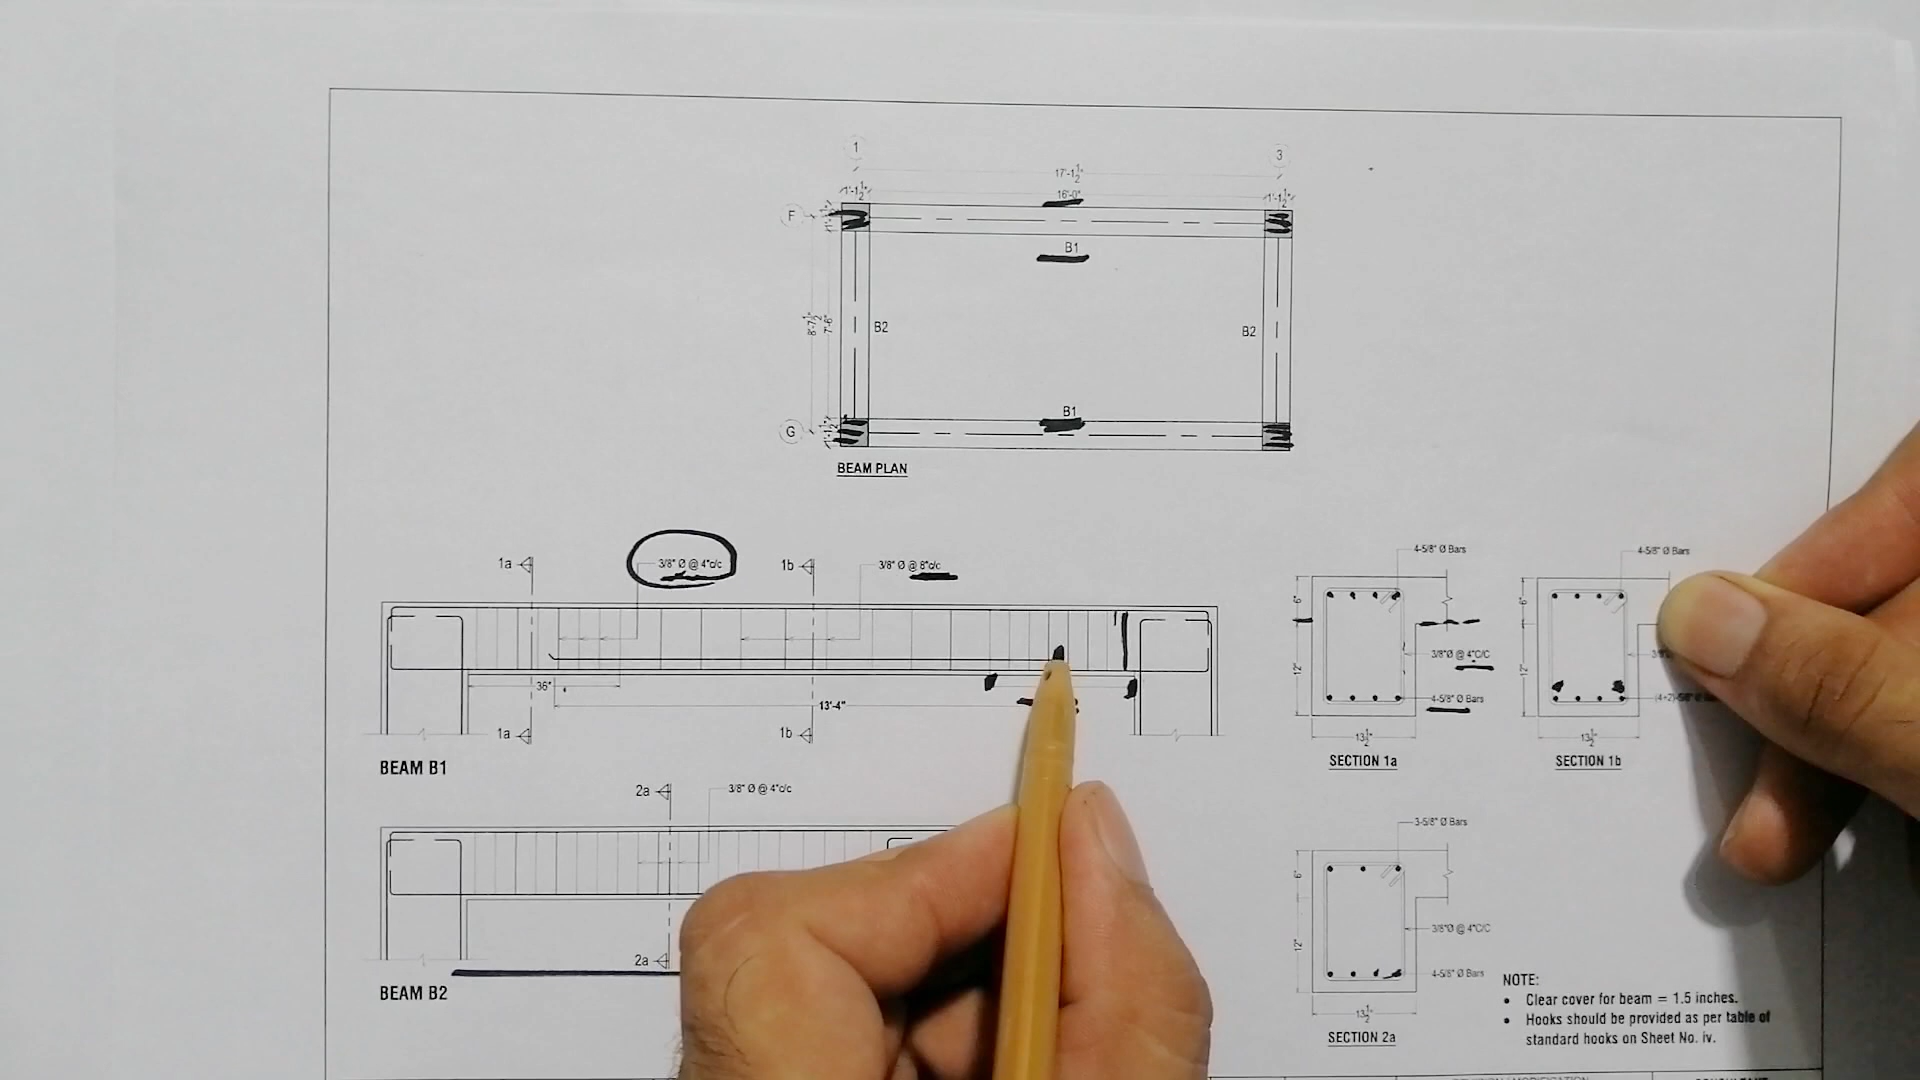 1
3
17'-1½"
1'-1½"
16'-0"
1'-1½"
F
B1
8'-7½"
7'-6"
B2
B2
B1
G
1'-1½"
BEAM PLAN
1a
3/8" Ø @ 4"c/c
1b
3/8" Ø @ 8"c/c
36"
13'-4"
1a
1b
BEAM B1
4-5/8" Ø Bars
6"
12"
3/8"Ø @ 4"C/C
4-5/8" Ø Bars
13½"
SECTION 1a
4-5/8" Ø Bars
6"
12"
13½"
SECTION 1b
2a
3/8" Ø @ 4"c/c
2a
BEAM B2
3-5/8" Ø Bars
6"
12"
3/8"Ø @ 4"C/C
4-5/8" Ø Bars
13½"
SECTION 2a
NOTE:
• Clear cover for beam = 1.5 inches.
• Hooks should be provided as per table of
standard hooks on Sheet No. iv.